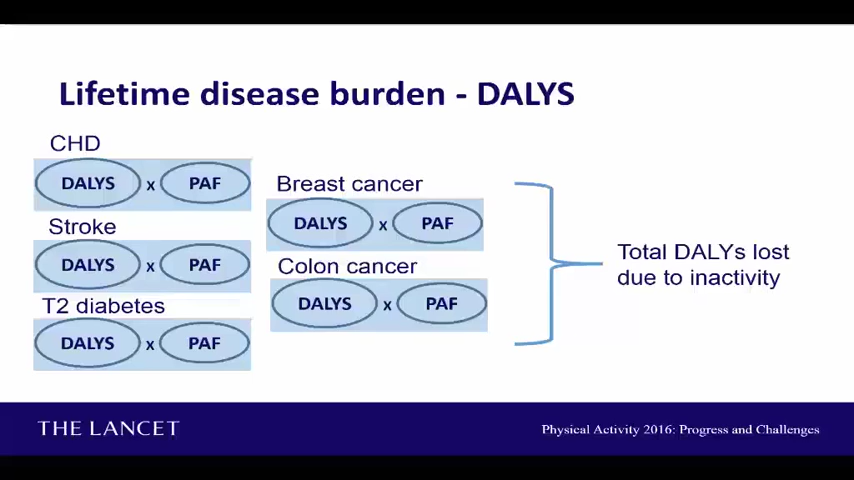 Lifetime disease burden - DALYS
CHD
DALYS x PAF
Stroke
DALYS x PAF
T2 diabetes
DALYS x PAF
Breast cancer
DALYS x PAF
Colon cancer
DALYS x PAF
Total DALYs lost
due to inactivity
THE LANCET
Physical Activity 2016: Progress and Challenges